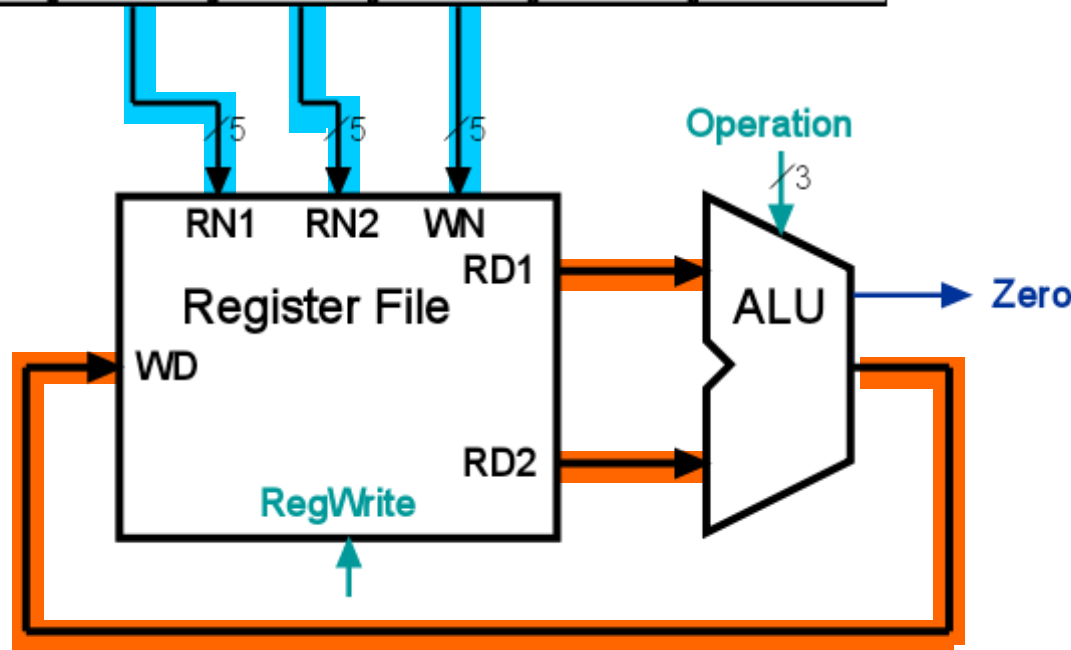 5
5
5
Operation
3
RN1
RN2
WN
RD1
Register File
ALU
Zero
WD
RD2
RegWrite